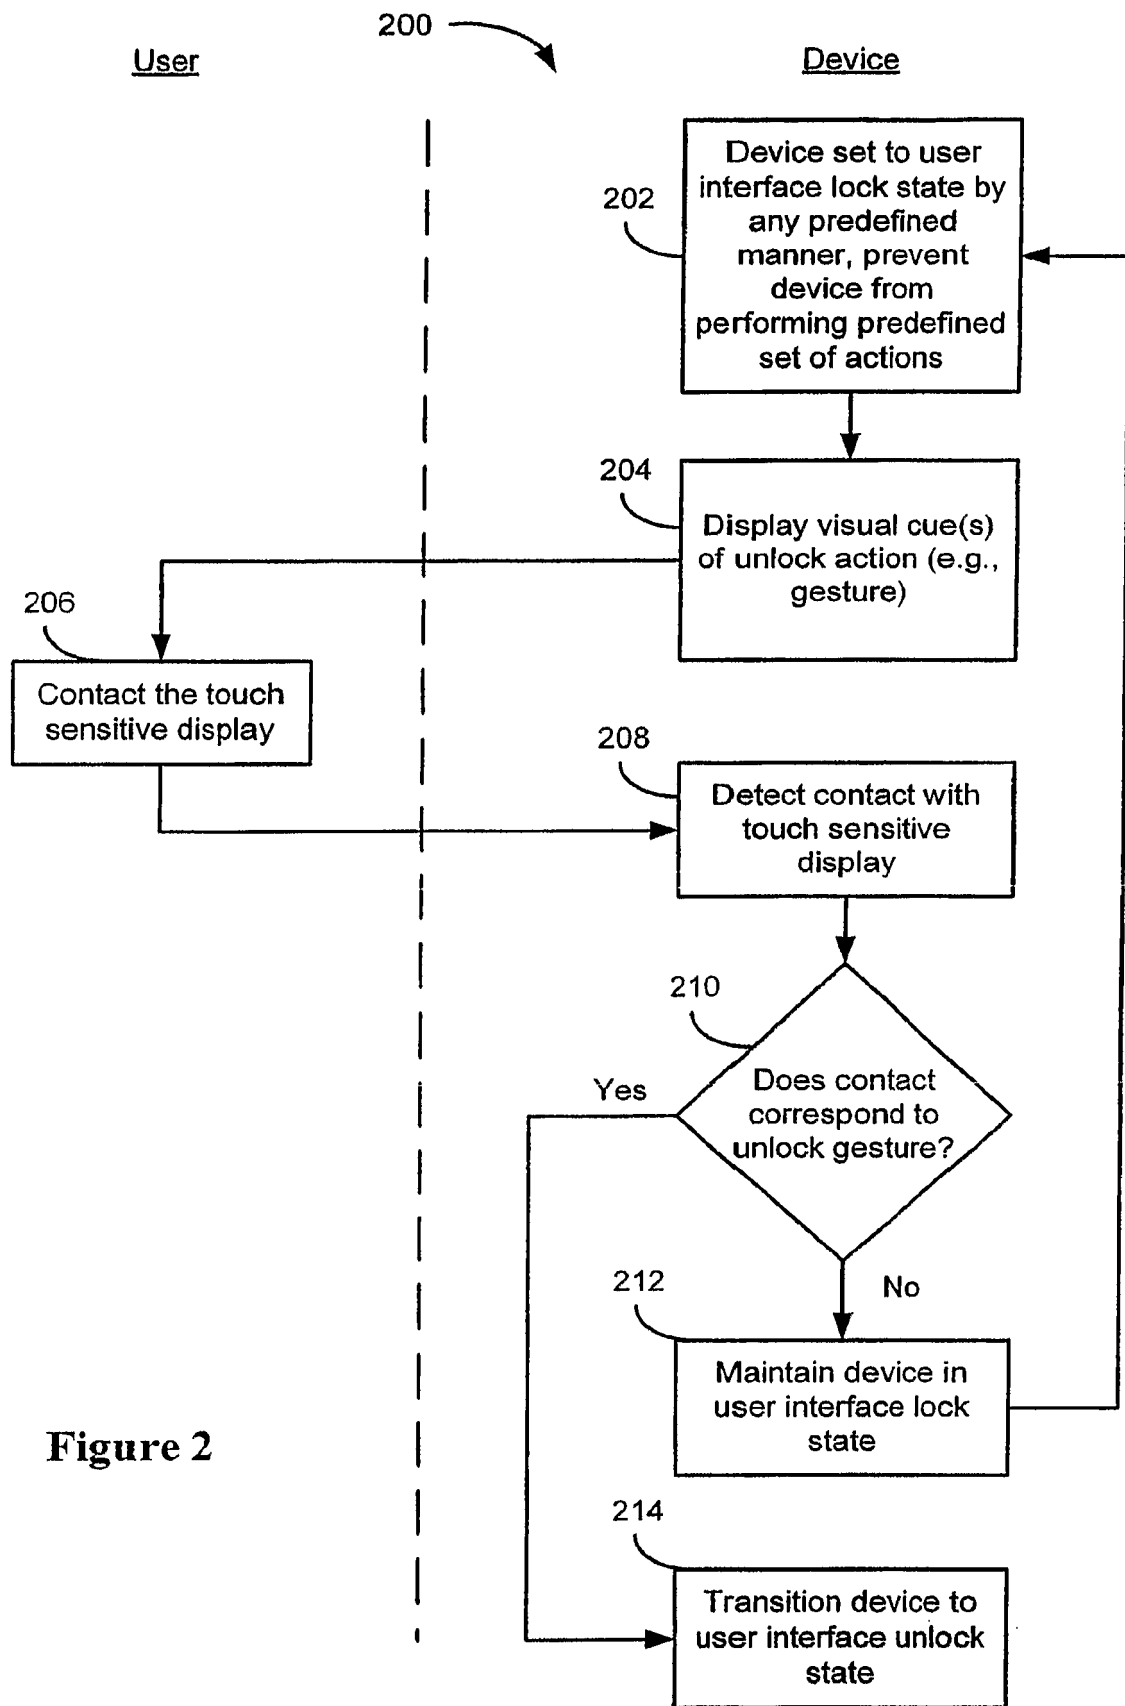 200
User
Device
Device set to user
interface lock state by
any predefined
manner, prevent
device from
performing predefined
set of actions
202
204
Display visual cue(s)
of unlock action (e.g.,
gesture)
206
Contact the touch
sensitive display
208
Detect contact with
touch sensitive
display
210
Does contact
correspond to
unlock gesture?
Yes
No
212
Maintain device in
user interface lock
state
Figure 2
214
Transition device to
user interface unlock
state